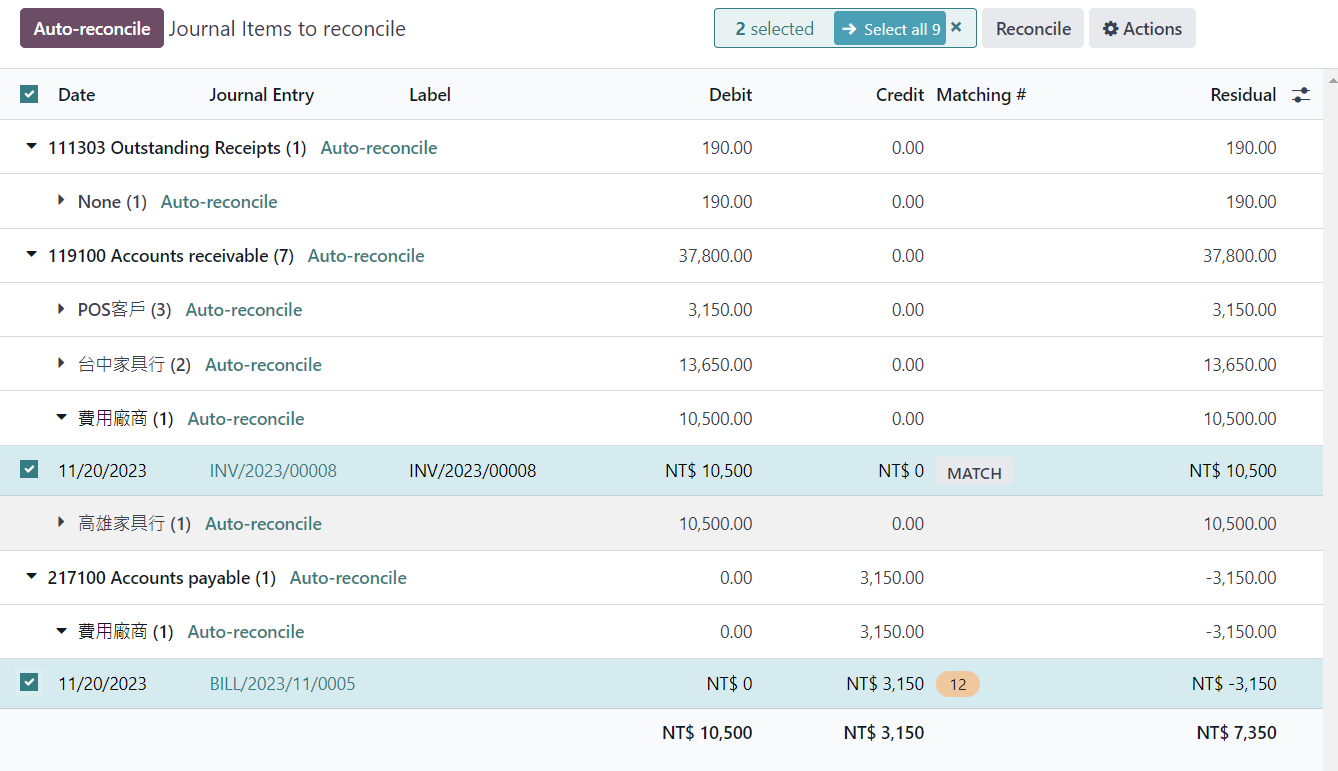 Auto-reconcile Journal Items to reconcile 2 selected Select all 9 Reconcile Actions
Date Journal Entry Label Debit Credit Matching # Residual
111303 Outstanding Receipts (1) Auto-reconcile 190.00 0.00 190.00
None (1) Auto-reconcile 190.00 0.00 190.00
119100 Accounts receivable (7) Auto-reconcile 37,800.00 0.00 37,800.00
POS客戶 (3) Auto-reconcile 3,150.00 0.00 3,150.00
台中家具行 (2) Auto-reconcile 13,650.00 0.00 13,650.00
費用廠商 (1) Auto-reconcile 10,500.00 0.00 10,500.00
11/20/2023 INV/2023/00008 INV/2023/00008 NT$ 10,500 NT$ 0 MATCH NT$ 10,500
高雄家具行 (1) Auto-reconcile 10,500.00 0.00 10,500.00
217100 Accounts payable (1) Auto-reconcile 0.00 3,150.00 -3,150.00
費用廠商 (1) Auto-reconcile 0.00 3,150.00 -3,150.00
11/20/2023 BILL/2023/11/0005 NT$ 0 NT$ 3,150 12 NT$ -3,150
NT$ 10,500 NT$ 3,150 NT$ 7,350